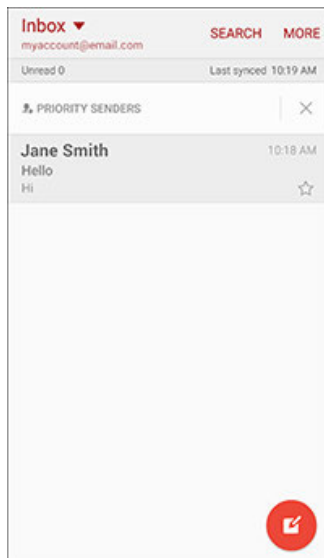 Inbox
SEARCH MORE
myaccount@email.com
Unread 0 Last synced 10:19 AM
PRIORITY SENDERS
Jane Smith 10:18 AM
Hello
Hi